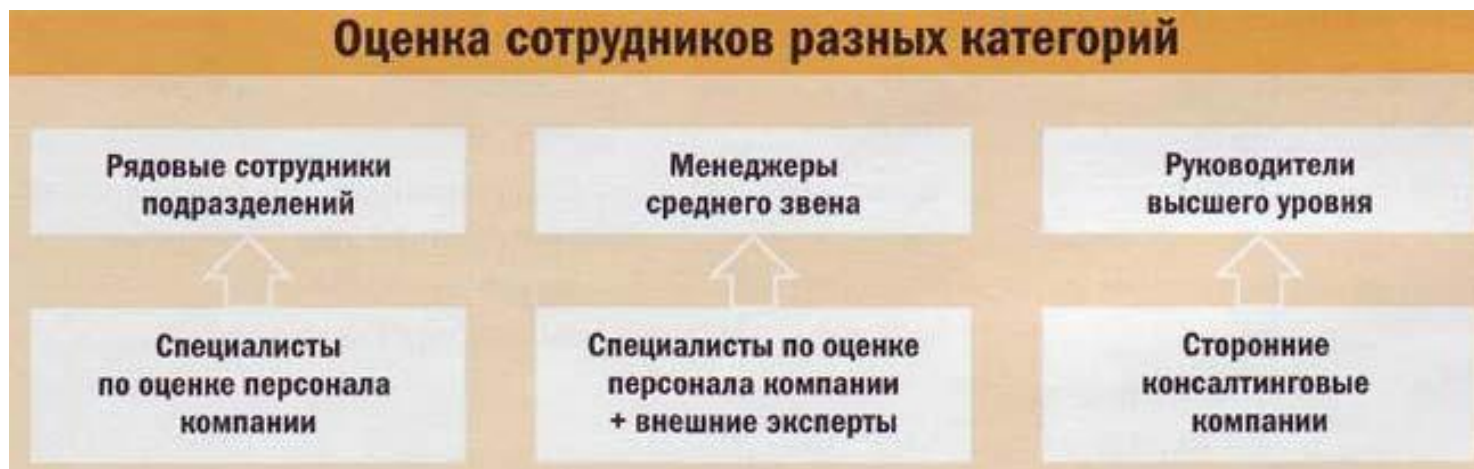 Оценка сотрудников разных категорий
Рядовые сотрудники
подразделений
Менеджеры
среднего звена
Руководители
высшего уровня
Специалисты
по оценке персонала
компании
Специалисты по оценке
персонала компании
+ внешние эксперты
Сторонние
консалтинговые
компании